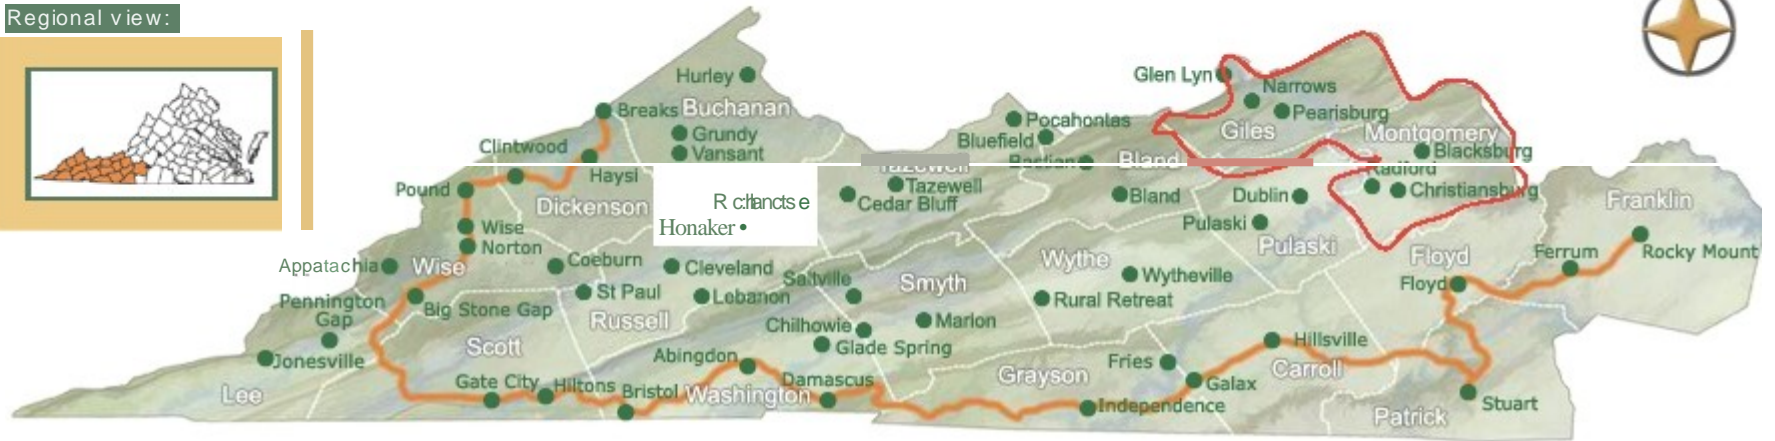 Regional view:
Hurley
Glen Lyn
Narrows
Breaks
Buchanan
Pearisburg
Pocahontas
Grundy
Giles
Montgomery
Clintwood
Bluefield
Vansant
Blacksburg
Bastian
Bland
Tazewell
Radford
Haysi
Pound
Tazewell
Christiansburg
Cedar Bluff
Bland
Dublin
R
Dickenson
Franklin
Honaker •
Wise
Pulaski
Norton
Pulaski
Rocky Mount
Ferrum
Floyd
Appatachia
Wise
Coeburn
Cleveland
Wythe
Wytheville
Saltville
Smyth
Floyd
St Paul
Lebanon
Rural Retreat
Pennington
Gap
Big Stone Gap
Russell
Chilhowie
Marion
Hillsville
Scott
Glade Spring
Jonesville
Abingdon
Fries
Carroll
Grayson
Gate City
Hiltons
Bristol
Damascus
Galax
Lee
Washington
Independence
Stuart
Patrick